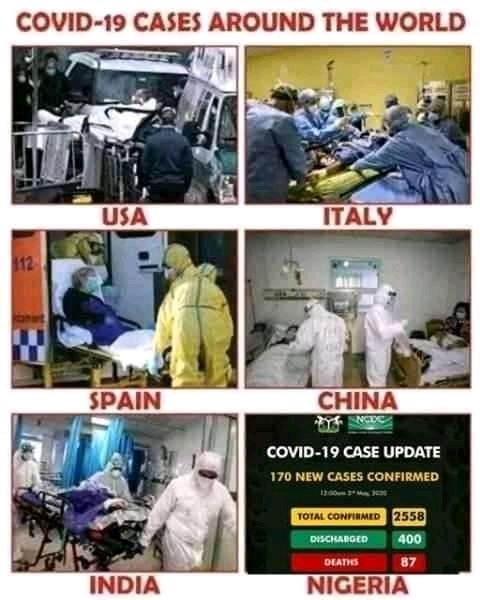 COVID-19 CASES AROUND THE WORLD
USA
ITALY
112
SPAIN
CHINA
NCDC
COVID-19 CASE UPDATE
170 NEW CASES CONFIRMED
TOTAL CONFIRMED 2558
DISCHARGED 400
DEATHS 87
INDIA
NIGERIA